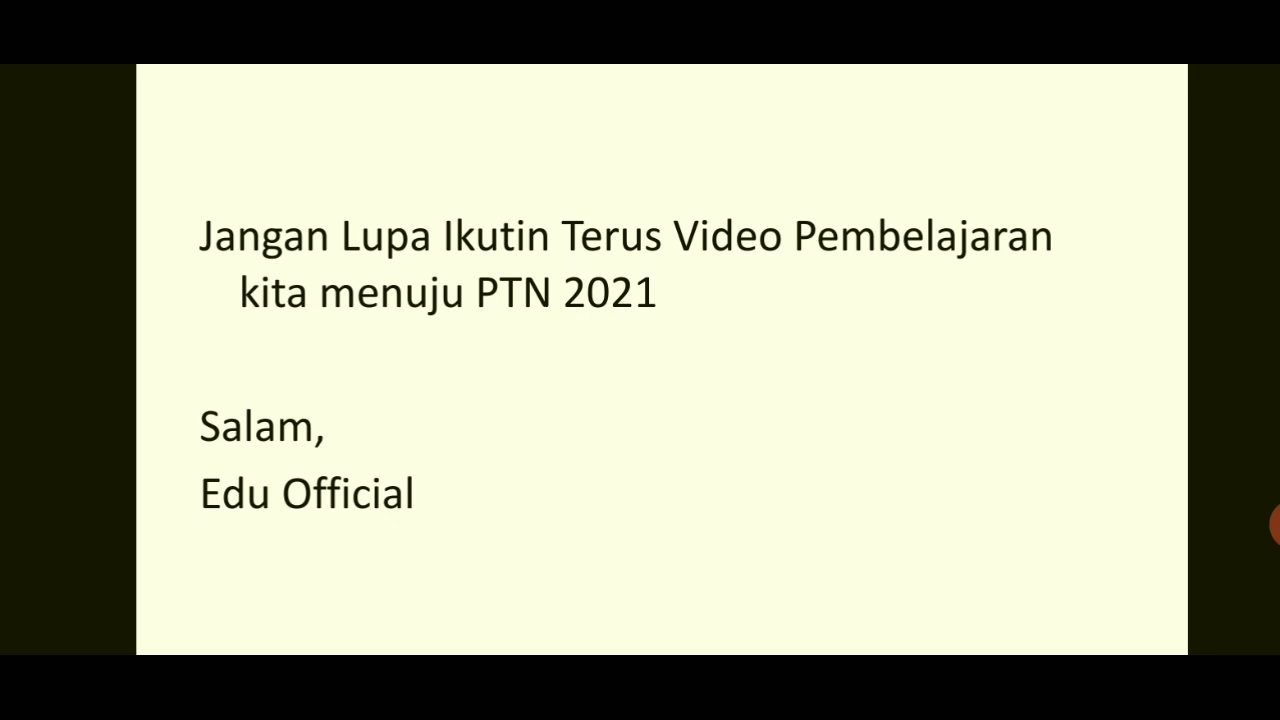 Jangan Lupa Ikutin Terus Video Pembelajaran
kita menuju PTN 2021
Salam,
Edu Official